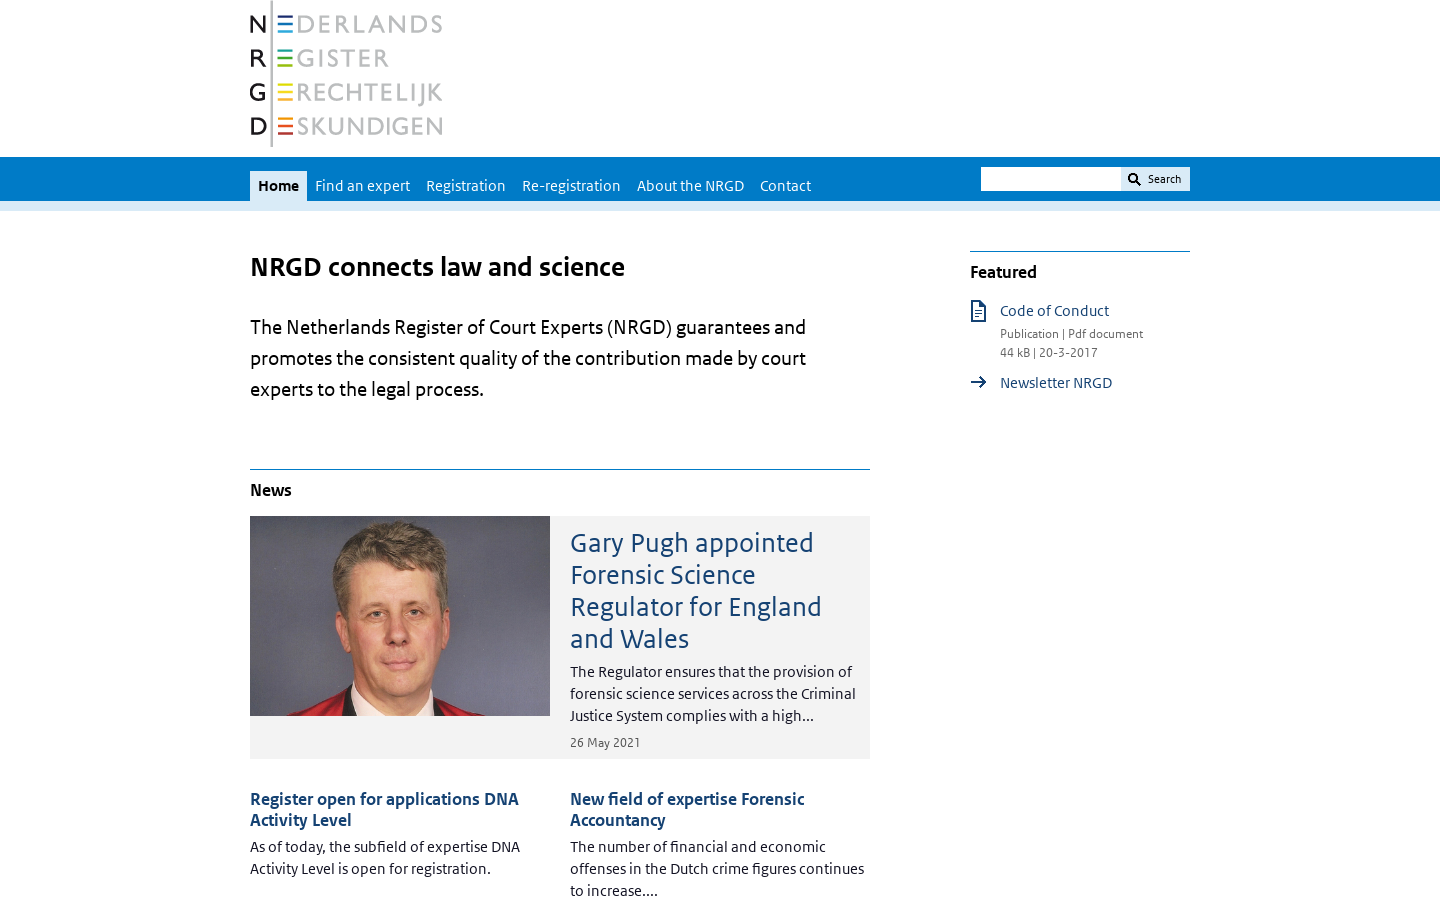 NEDERLANDS
REGISTER
GERECHTELIJK
DESKUNDIGEN
Home Find an expert Registration Re-registration About the NRGD Contact Search
NRGD connects law and science
The Netherlands Register of Court Experts (NRGD) guarantees and
promotes the consistent quality of the contribution made by court
experts to the legal process.
Featured
Code of Conduct
Publication | Pdf document
44 kB | 20-3-2017
Newsletter NRGD
News
Gary Pugh appointed
Forensic Science
Regulator for England
and Wales
The Regulator ensures that the provision of
forensic science services across the Criminal
Justice System complies with a high...
26 May 2021
Register open for applications DNA
Activity Level
As of today, the subfield of expertise DNA
Activity Level is open for registration.
New field of expertise Forensic
Accountancy
The number of financial and economic
offenses in the Dutch crime figures continues
to increase....